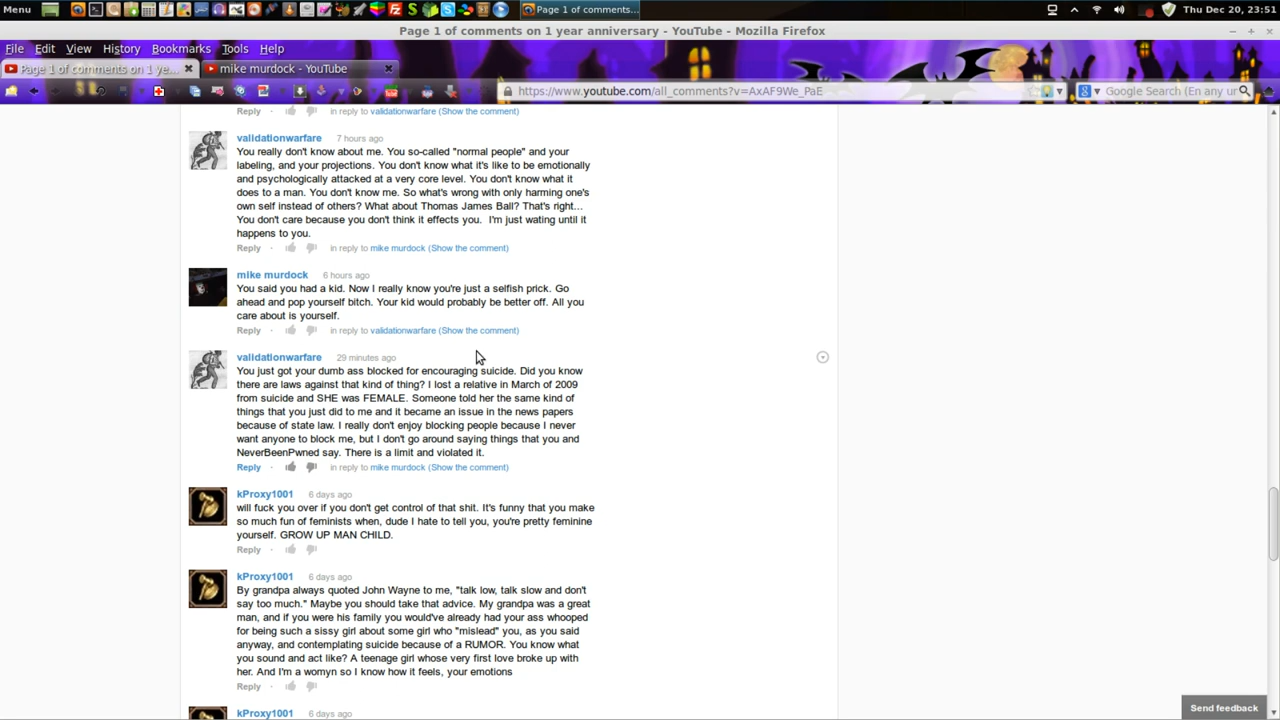 Menu
Page 1 of comments...
Thu Dec 20, 23:51
Page 1 of comments on 1 year anniversary - YouTube - Mozilla Firefox
File Edit View History Bookmarks Tools Help
Page 1 of comments on 1 ye...
mike murdock - YouTube
https://www.youtube.com/all_comments?v=AxAF9We_PaE
Google Search (En any ur
Reply · in reply to validationwarfare (Show the comment)
validationwarfare 7 hours ago
You really don't know about me. You so-called "normal people" and your
labeling, and your projections. You don't know what it's like to be emotionally
and psychologically attacked at a very core level. You don't know what it
does to a man. You don't know me. So what's wrong with only harming one's
own self instead of others? What about Thomas James Ball? That's right...
You don't care because you don't think it effects you.  I'm just wating until it
happens to you.
Reply · in reply to mike murdock (Show the comment)
mike murdock 6 hours ago
You said you had a kid. Now I really know you're just a selfish prick. Go
ahead and pop yourself bitch. Your kid would probably be better off. All you
care about is yourself.
Reply · in reply to validationwarfare (Show the comment)
validationwarfare 29 minutes ago
You just got your dumb ass blocked for encouraging suicide. Did you know
there are laws against that kind of thing? I lost a relative in March of 2009
from suicide and SHE was FEMALE. Someone told her the same kind of
things that you just did to me and it became an issue in the news papers
because of state law. I really don't enjoy blocking people because I never
want anyone to block me, but I don't go around saying things that you and
NeverBeenPwned say. There is a limit and violated it.
Reply · in reply to mike murdock (Show the comment)
kProxy1001 6 days ago
will fuck you over if you don't get control of that shit. It's funny that you make
so much fun of feminists when, dude I hate to tell you, you're pretty feminine
yourself. GROW UP MAN CHILD.
Reply ·
kProxy1001 6 days ago
By grandpa always quoted John Wayne to me, "talk low, talk slow and don't
say too much." Maybe you should take that advice. My grandpa was a great
man, and if you were his family you would've already had your ass whooped
for being such a sissy girl about some girl who "mislead" you, as you said
anyway, and contemplating suicide because of a RUMOR. You know what
you sound and act like? A teenage girl whose very first love broke up with
her. And I'm a womyn so I know how it feels, your emotions
Reply ·
kProxy1001 6 days ago
Send feedback